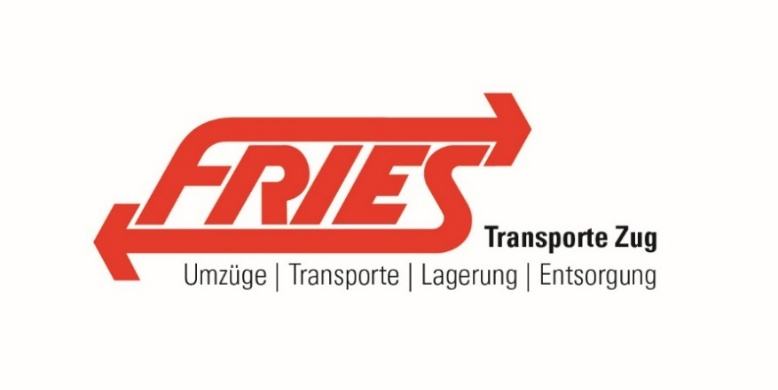 FRIES
Transporte Zug
Umzüge | Transporte | Lagerung | Entsorgung